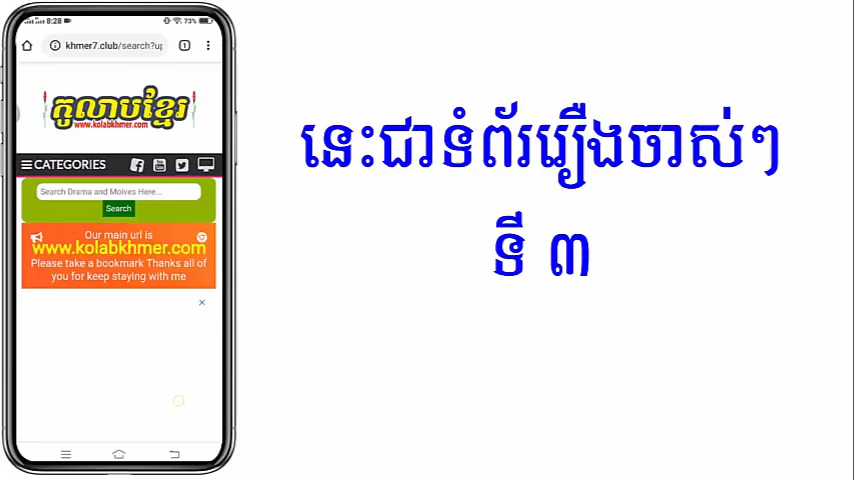 8:28
73%
khmer7.club/search?up
1
កូលាបខ្មែរ
www.kolabkhmer.com
CATEGORIES
Search Drama and Moives Here...
Search
Our main url is
www.kolabkhmer.com
Please take a bookmark Thanks all of
you for keep staying with me
នេះជាទំព័ររឿងចាស់ៗ
ទី ៣